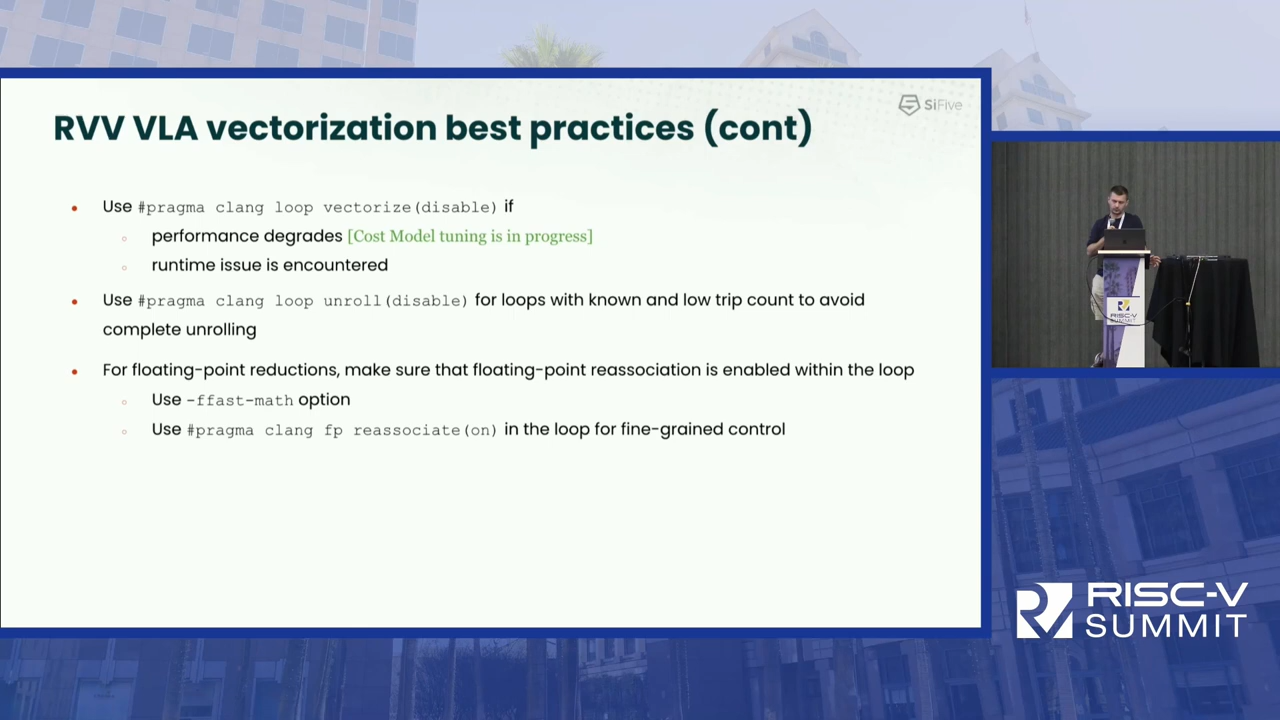 SiFive
RVV VLA vectorization best practices (cont)
Use #pragma clang loop vectorize(disable) if
performance degrades [Cost Model tuning is in progress]
runtime issue is encountered
Use #pragma clang loop unroll(disable) for loops with known and low trip count to avoid
complete unrolling
For floating-point reductions, make sure that floating-point reassociation is enabled within the loop
Use -ffast-math option
Use #pragma clang fp reassociate(on) in the loop for fine-grained control
RISC-V
SUMMIT
RISC-V
SUMMIT